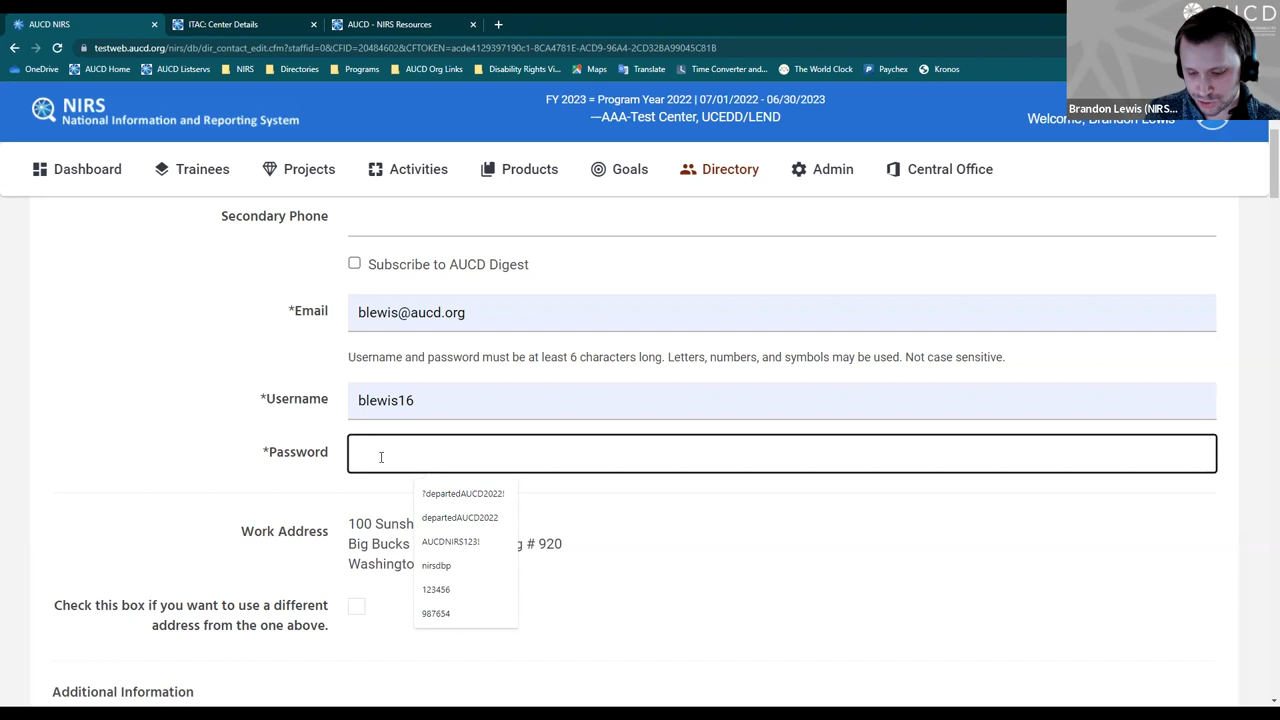 AUCD NIRS
ITAC: Center Details
AUCD - NIRS Resources
AUCD
testweb.aucd.org/nirs/db/dir_contact_edit.cfm?staffid=0&CFID=20484602&CFTOKEN=acde4129397190c1-8CA4781E-ACD9-96A4-2CD32BA99045C81B
OneDrive
AUCD Home
AUCD Listservs
NIRS
Directories
Programs
AUCD Org Links
Disability Rights Vi...
Maps
Translate
Time Converter and...
The World Clock
Paychex
Kronos
Brandon Lewis (NIRS...
NIRS
National Information and Reporting System
FY 2023 = Program Year 2022 | 07/01/2022 - 06/30/2023
—AAA-Test Center, UCEDD/LEND
Welcome, Brandon Lewis
Dashboard
Trainees
Projects
Activities
Products
Goals
Directory
Admin
Central Office
Secondary Phone
Subscribe to AUCD Digest
*Email
blewis@aucd.org
Username and password must be at least 6 characters long. Letters, numbers, and symbols may be used. Not case sensitive.
*Username
blewis16
*Password
?departedAUCD2022!
departedAUCD2022
AUCDNIRS123!
nirsdbp
123456
987654
Work Address
100 Sunsh
Big Bucks g # 920
Washingto
Check this box if you want to use a different
address from the one above.
Additional Information